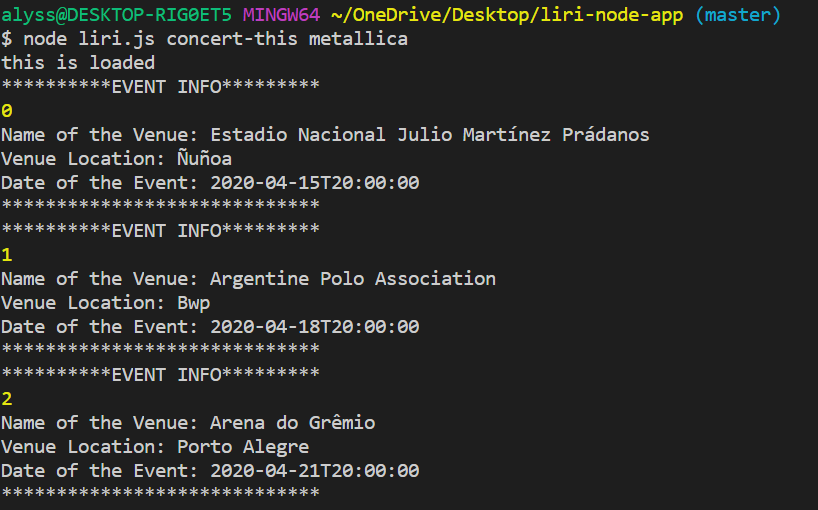 alyss@DESKTOP-RIG0ET5 MINGW64 ~/OneDrive/Desktop/liri-node-app (master)
$ node liri.js concert-this metallica
this is loaded
**********EVENT INFO*********
0
Name of the Venue: Estadio Nacional Julio Martínez Prádanos
Venue Location: Ñuñoa
Date of the Event: 2020-04-15T20:00:00
*****************************
**********EVENT INFO*********
1
Name of the Venue: Argentine Polo Association
Venue Location: Bwp
Date of the Event: 2020-04-18T20:00:00
*****************************
**********EVENT INFO*********
2
Name of the Venue: Arena do Grêmio
Venue Location: Porto Alegre
Date of the Event: 2020-04-21T20:00:00
*****************************